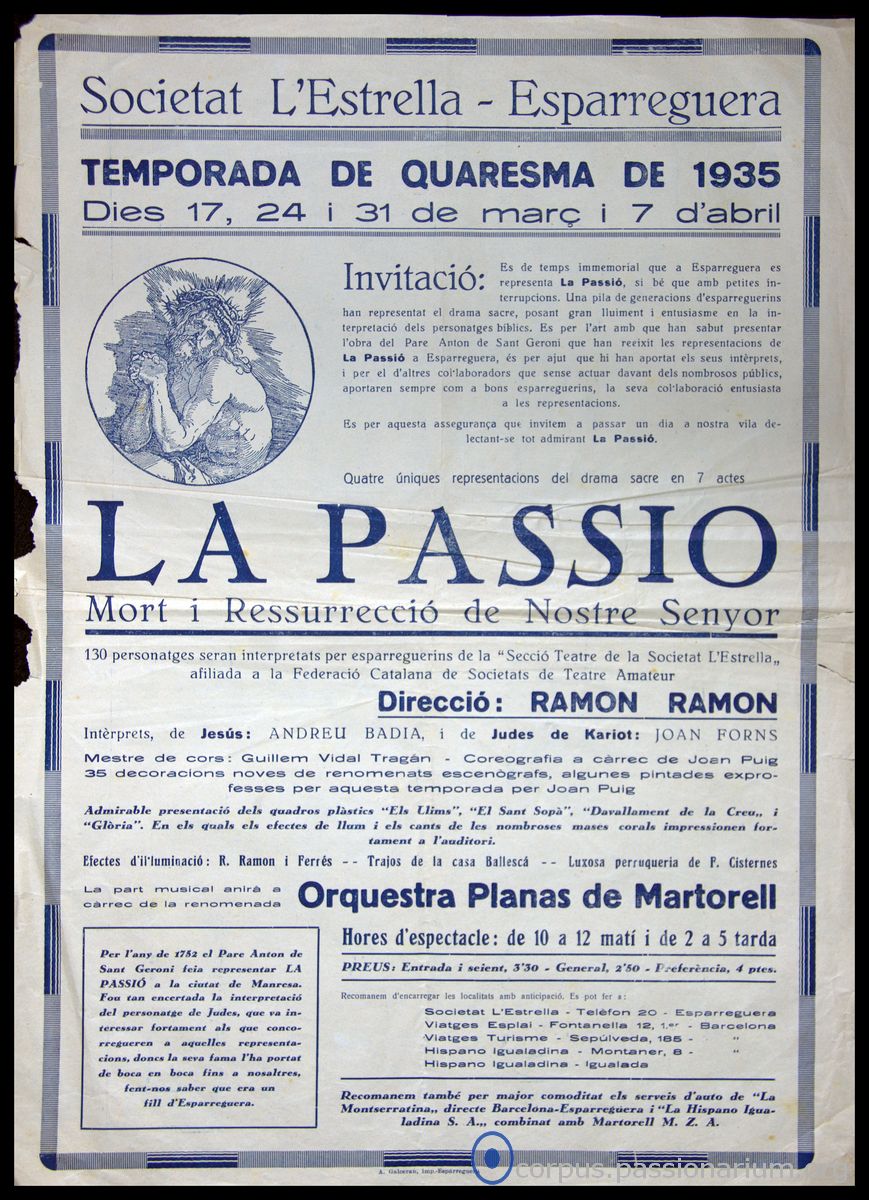 Societat L'Estrella - Esparreguera
TEMPORADA DE QUARESMA DE 1935
Dies 17, 24 i 31 de març i 7 d'abril
Invitació:
Es de temps immemorial que a Esparreguera es
representa La Passió, si bé que amb petites in-
terrupcions. Una pila de generacions d'esparreguerins
han representat el drama sacre, posant gran lluiment i entusiasme en la in-
terpretació dels personatges bíblics. Es per l'art amb que han sabut presentar
l'obra del Pare Anton de Sant Geroni que han reeixit les representacions de
La Passió a Esparreguera, és per ajut que hi han aportat els seus intèrprets,
i per el d'altres col·laboradors que sense actuar davant dels nombrosos públics,
aportaren sempre com a bons esparreguerins, la seva col·laboració entusiasta
a les representacions.
Es per aquesta assegurança que invitem a passar un dia a nostra vila de-
lectant-se tot admirant La Passió.
Quatre úniques representacions del drama sacre en 7 actes
LA PASSIO
Mort i Ressurrecció de Nostre Senyor
130 personatges seran interpretats per esparreguerins de la "Secció Teatre de la Societat L'Estrella„
afiliada a la Federació Catalana de Societats de Teatre Amateur
Direcció: RAMON RAMON
Intèrprets, de Jesús: ANDREU BADIA, i de Judes de Kariot: JOAN FORNS
Mestre de cors: Guillem Vidal Tragàn - Coreografia a càrrec de Joan Puig
35 decoracions noves de renomenats escenògrafs, algunes pintades expro-
fesses per aquesta temporada per Joan Puig
Admirable presentació dels quadros plàstics "Els Ulims", "El Sant Sopà", "Davallament de la Creu„ i
"Glòria". En els quals els efectes de llum i els cants de les nombroses mases corals impressionen for-
tament a l'auditori.
Efectes d'il·luminació: R. Ramon i Ferrés -- Trajos de la casa Ballescá -- Luxosa perruqueria de P. Cisternes
La part musical anirà a
càrrec de la renomenada
Orquestra Planas de Martorell
Per l'any de 1752 el Pare Anton de
Sant Geroni feia representar LA
PASSIÓ a la ciutat de Manresa.
Fou tan encertada la interpretació
del personatge de Judes, que va in-
teressar fortament als que conco-
rregueren a aquelles representa-
cions, doncs la seva fama l'ha portat
de boca en boca fins a nosaltres,
fent-nos saber que era un
fill d'Esparreguera.
Hores d'espectacle: de 10 a 12 matí i de 2 a 5 tarda
PREUS: Entrada i seient, 3'50 - General, 2'50 - Preferència, 4 ptes.
Recomanem d'encarregar les localitats amb anticipació. Es pot fer a:
Societat L'Estrella - Telèfon 20 - Esparreguera
Viatges Esplai - Fontanella 12, 1.er - Barcelona
Viatges Turisme - Sepúlveda, 185 - "
Hispano Igualadina - Montaner, 8 - "
Hispano Igualadina - Igualada
Recomanem també per major comoditat els serveis d'auto de "La
Montserratina„ directe Barcelona-Esparreguera i "La Hispano Igua-
ladina S. A.„, combinat amb Martorell M. Z. A.
A. Galceran, imp.-Esparreguera
corpus.passionarium.